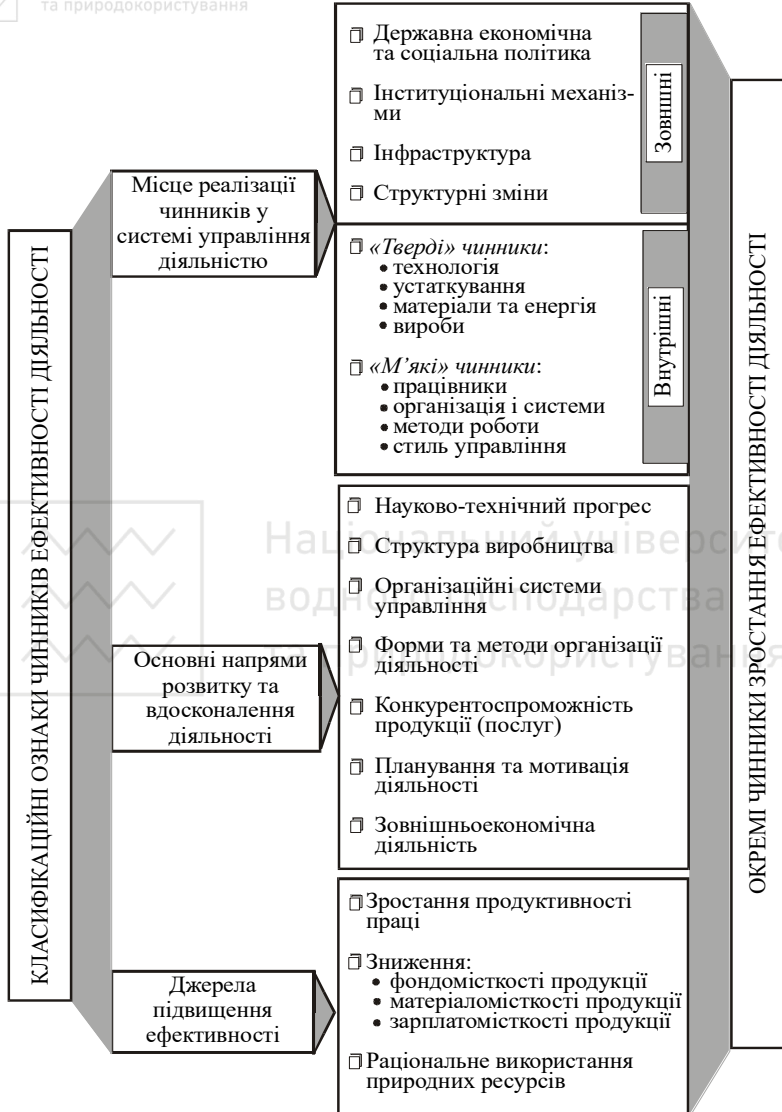 та природокористування
КЛАСИФІКАЦІЙНІ ОЗНАКИ ЧИННИКІВ ЕФЕКТИВНОСТІ ДІЯЛЬНОСТІ
Місце реалізації
чинників у
системі управління
діяльністю
Державна економічна
та соціальна політика
Інституціональні механіз-
ми
Інфраструктура
Структурні зміни
Зовнішні
«Тверді» чинники:
• технологія
• устаткування
• матеріали та енергія
• вироби
«М’які» чинники:
• працівники
• організація і системи
• методи роботи
• стиль управління
Внутрішні
Основні напрями
розвитку та
вдосконалення
діяльності
Науково-технічний прогрес
Структура виробництва
Організаційні системи
управління
Форми та методи організації
діяльності
Конкурентоспроможність
продукції (послуг)
Планування та мотивація
діяльності
Зовнішньоекономічна
діяльність
Національний університе
водного господарства
та природокористування
Джерела
підвищення
ефективності
Зростання продуктивності
праці
Зниження:
• фондомісткості продукції
• матеріаломісткості продукції
• зарплатомісткості продукції
Раціональне використання
природних ресурсів
ОКРЕМІ ЧИННИКИ ЗРОСТАННЯ ЕФЕКТИВНОСТІ ДІЯЛЬНОСТІ